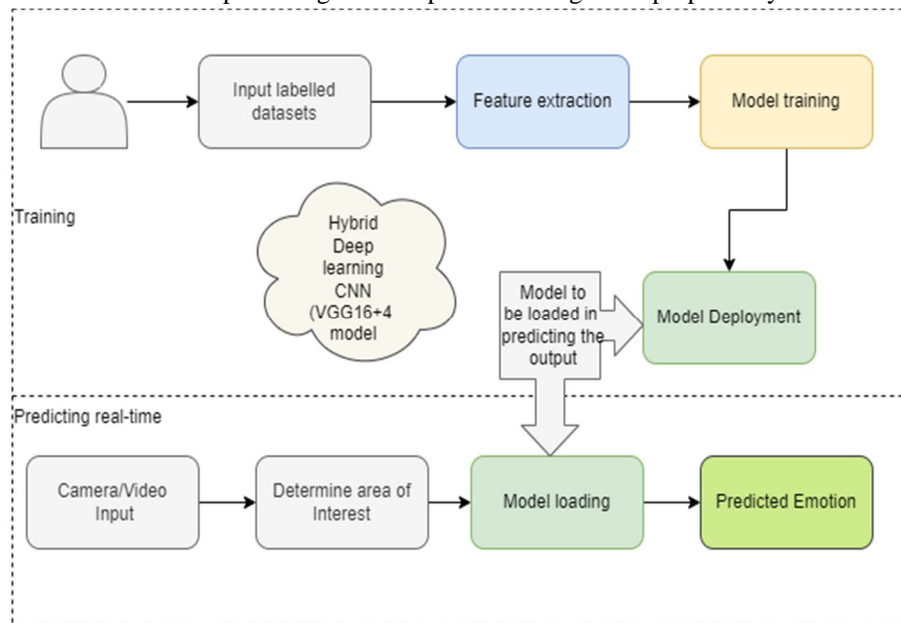 Input labelled
datasets
Feature extraction
Model training
Training
Hybrid
Deep
learning
CNN
(VGG16+4
model
Model to
be loaded in
predicting the
output
Model Deployment
Predicting real-time
Camera/Video
Input
Determine area of
Interest
Model loading
Predicted Emotion